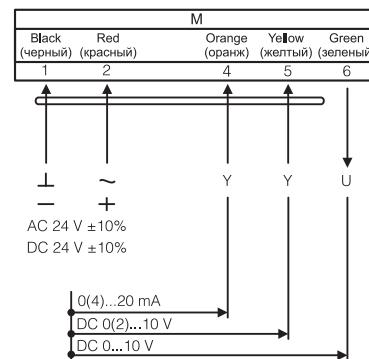 M
Black Red Orange Yellow Green
(черный) (красный) (оранж) (желтый) (зеленый
1 2 4 5 6
⊥ ~ Y Y U
− +
AC 24 V ±10%
DC 24 V ±10%
0(4)...20 mA
DC 0(2)...10 V
DC 0...10 V